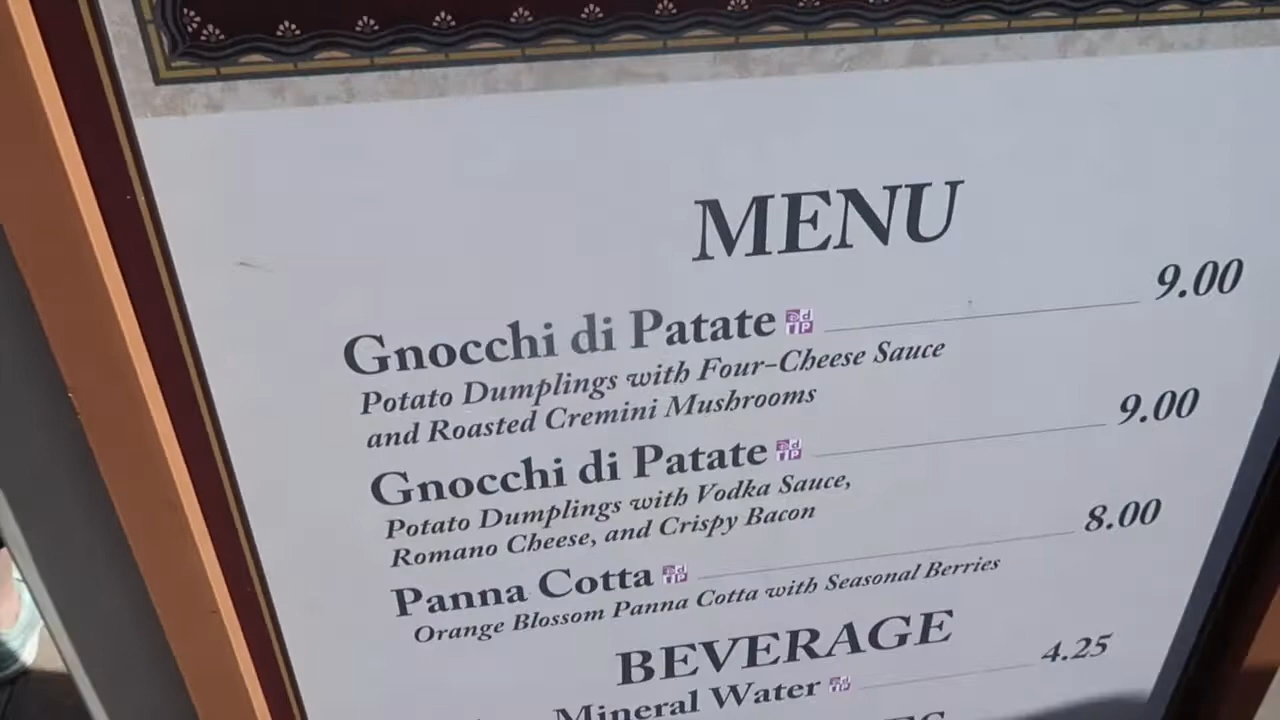 MENU
Gnocchi di Patate 9.00
Potato Dumplings with Four-Cheese Sauce
and Roasted Cremini Mushrooms
Gnocchi di Patate 9.00
Potato Dumplings with Vodka Sauce,
Romano Cheese, and Crispy Bacon
Panna Cotta 8.00
Orange Blossom Panna Cotta with Seasonal Berries
BEVERAGE
Mineral Water 4.25